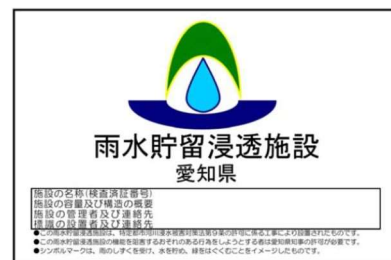 雨水貯留浸透施設
愛知県
施設の名称(検査済証番号)
施設の容量及び構造の概要
施設の管理者及び連絡先
標識の設置者及び連絡先
●この雨水貯留浸透施設は、特定都市河川浸水被害対策法第9条の許可に係る工事により設置されたものです。
●この雨水貯留浸透施設の機能を阻害するおそれのある行為をしようとする者は愛知県知事の許可が必要です。
●シンボルマークは、雨のしずくを受け、水を貯め、緑をはぐくむことをイメージしたものです。